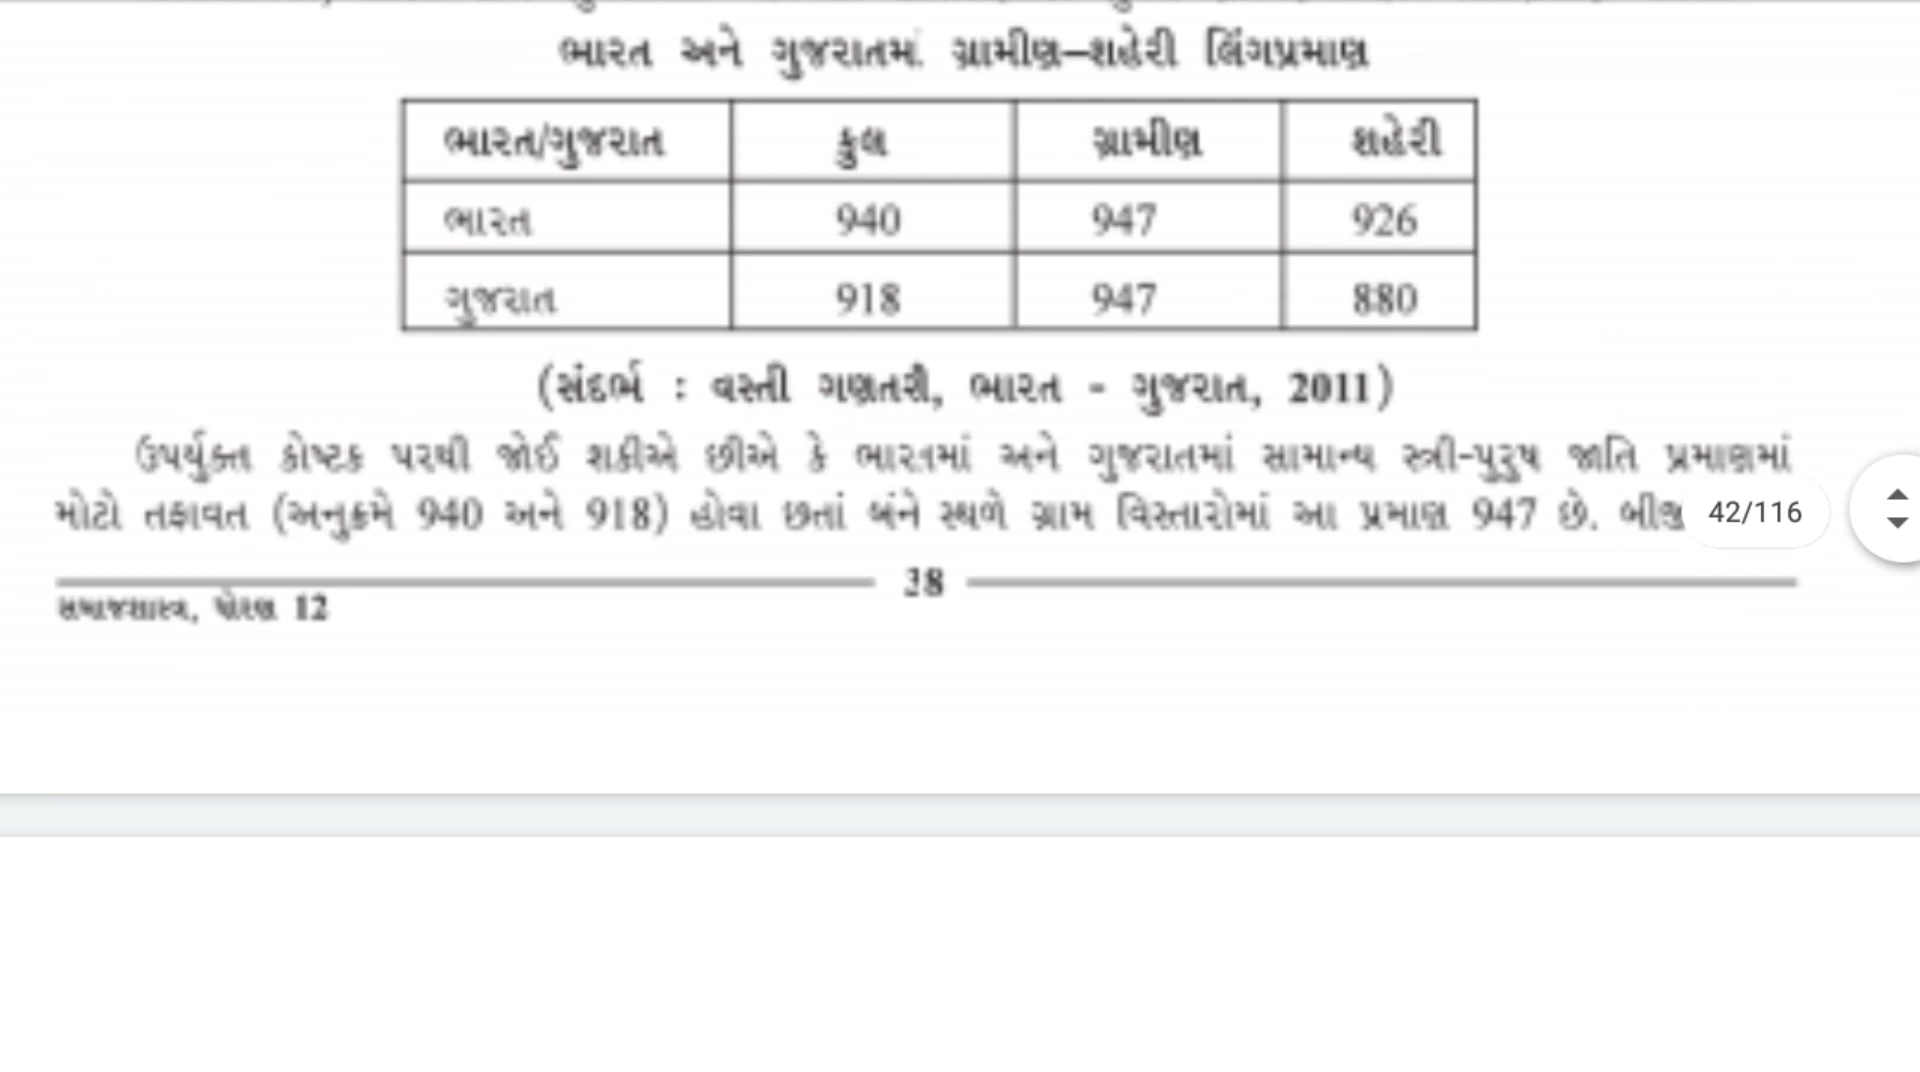 ભારત અને ગુજરાતમાં ગ્રામીણ–શહેરી લિંગપ્રમાણ
ભારત/ગુજરાત કુલ ગ્રામીણ શહેરી
ભારત 940 947 926
ગુજરાત 918 947 880
(સંદર્ભ : વસ્તી ગણતરી, ભારત - ગુજરાત, 2011)
ઉપર્યુક્ત કોષ્ટક પરથી જોઈ શકીએ છીએ કે ભારતમાં અને ગુજરાતમાં સામાન્ય સ્ત્રી-પુરુષ જાતિ પ્રમાણમાં
મોટો તફાવત (અનુક્રમે 940 અને 918) હોવા છતાં બંને સ્થળે ગ્રામ વિસ્તારોમાં આ પ્રમાણ 947 છે. બીજી
42/116
38
સમાજશાસ્ત્ર, ધોરણ 12